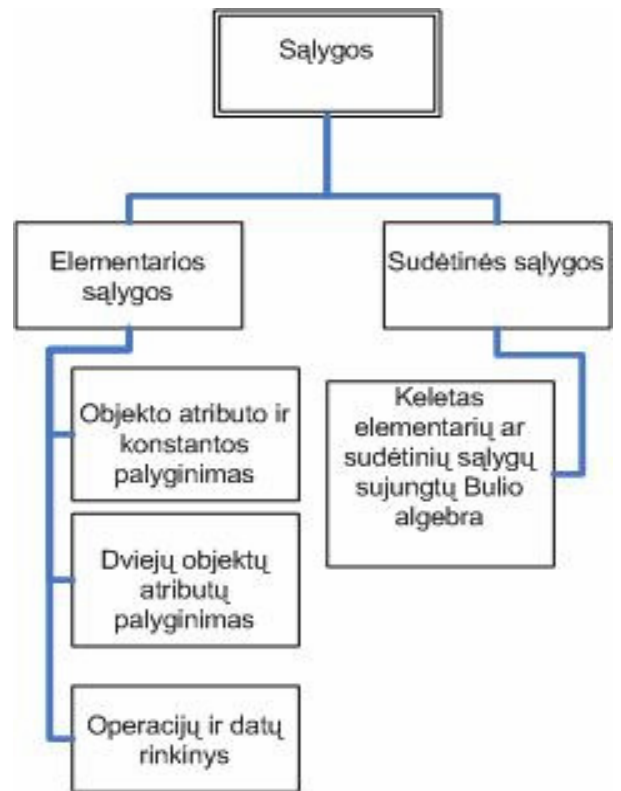 Sąlygos
Elementarios
sąlygos
Sudėtinės sąlygos
Objekto atributo ir
konstantos
palyginimas
Keletas
elementarių ar
sudėtinių sąlygų
sujungtų Bulio
algebra
Dviejų objektų
atributų
palyginimas
Operacijų ir datų
rinkinys